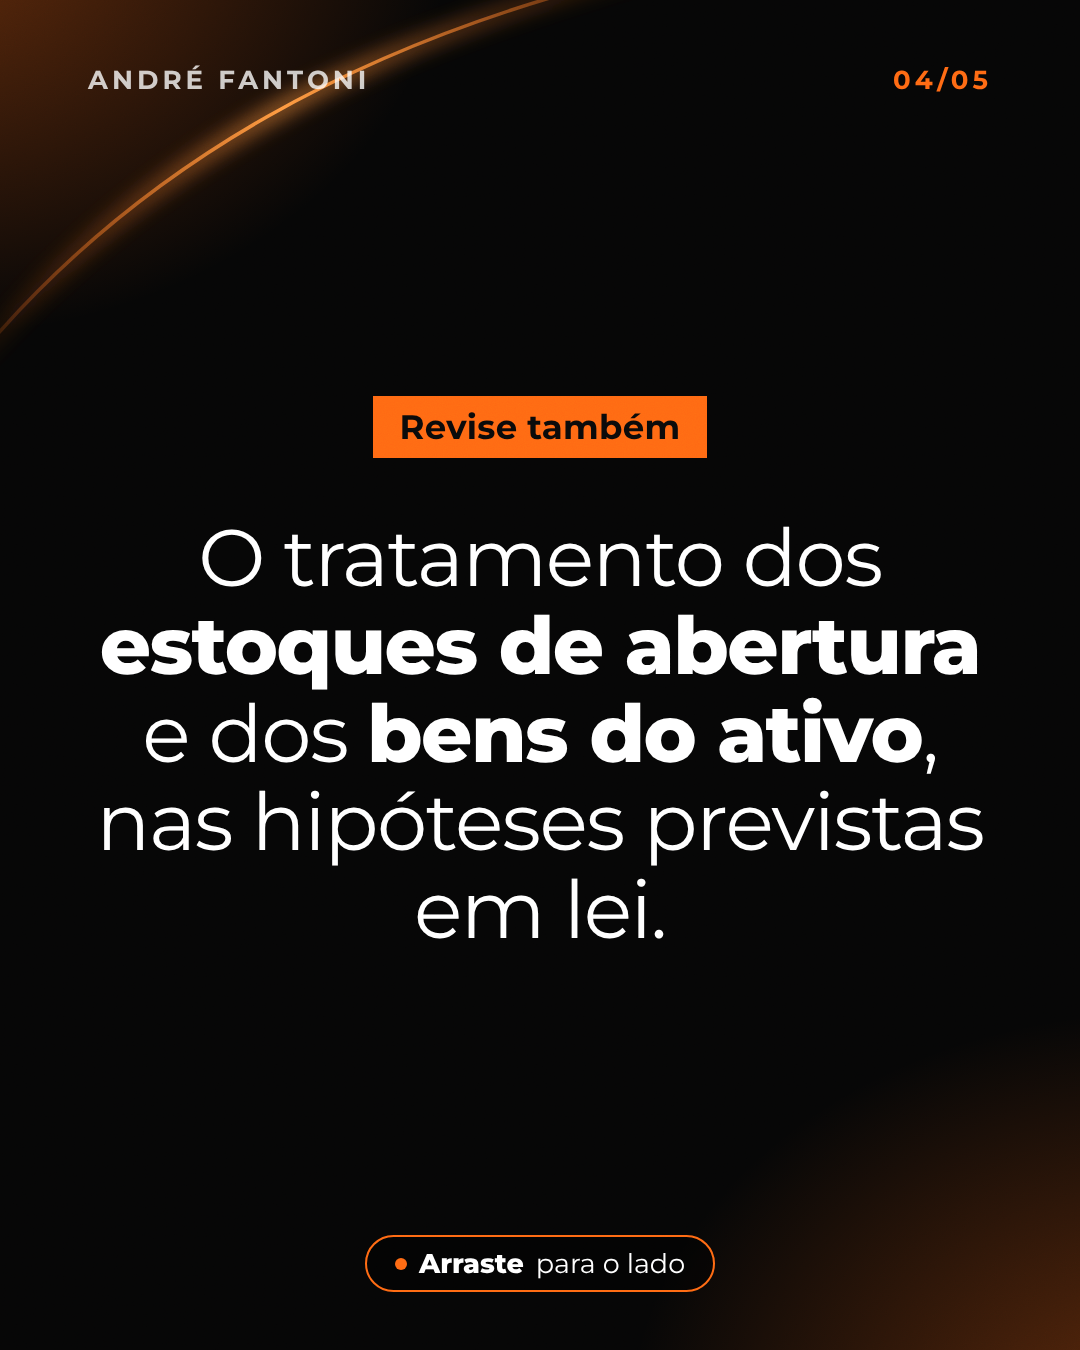 ANDRÉ FANTONI
04/05
Revise também
O tratamento dos
estoques de abertura
e dos bens do ativo,
nas hipóteses previstas
em lei.
Arraste para o lado